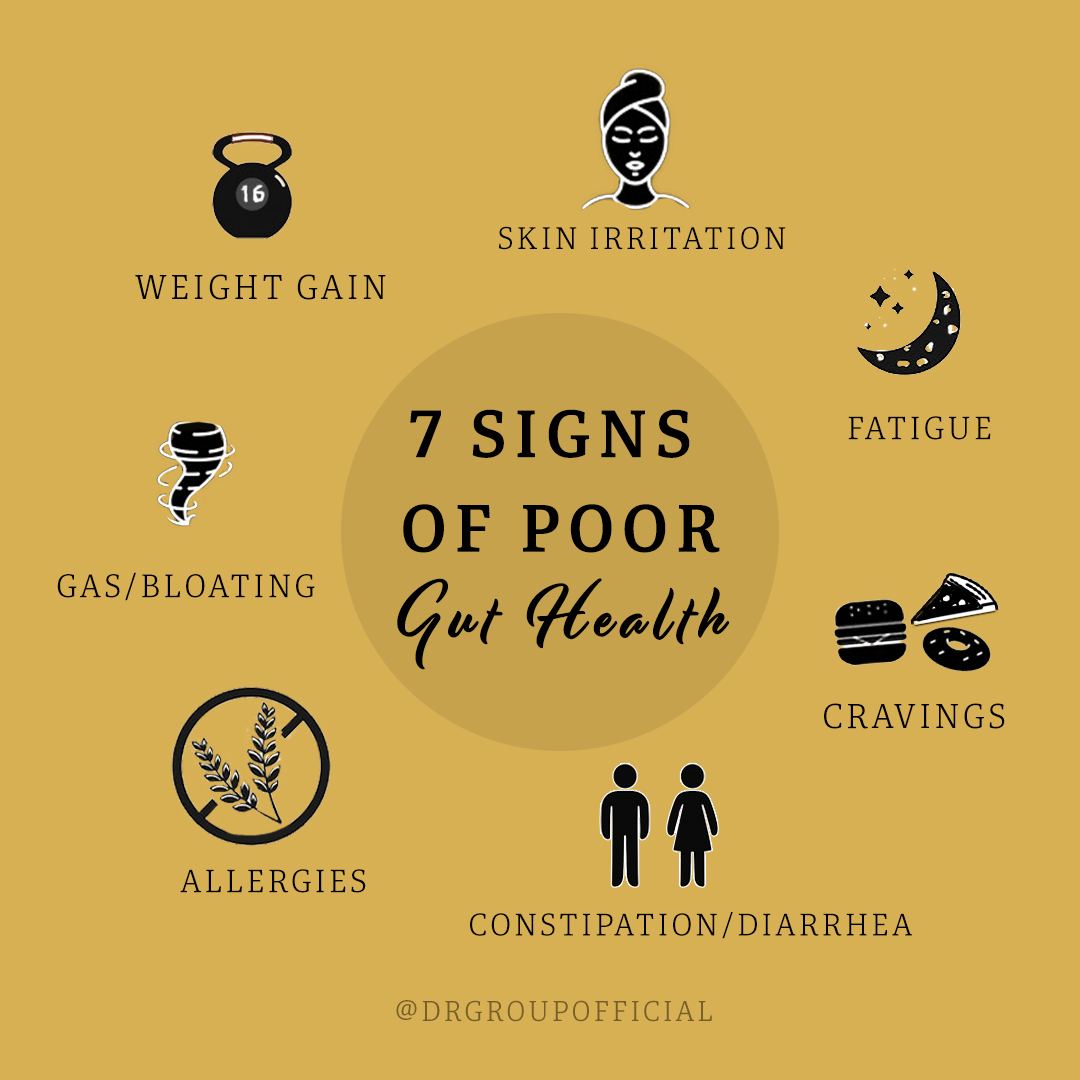 7 SIGNS
OF POOR
Gut Health
SKIN IRRITATION
FATIGUE
CRAVINGS
CONSTIPATION/DIARRHEA
ALLERGIES
GAS/BLOATING
16
WEIGHT GAIN
@DRGROUPOFFICIAL